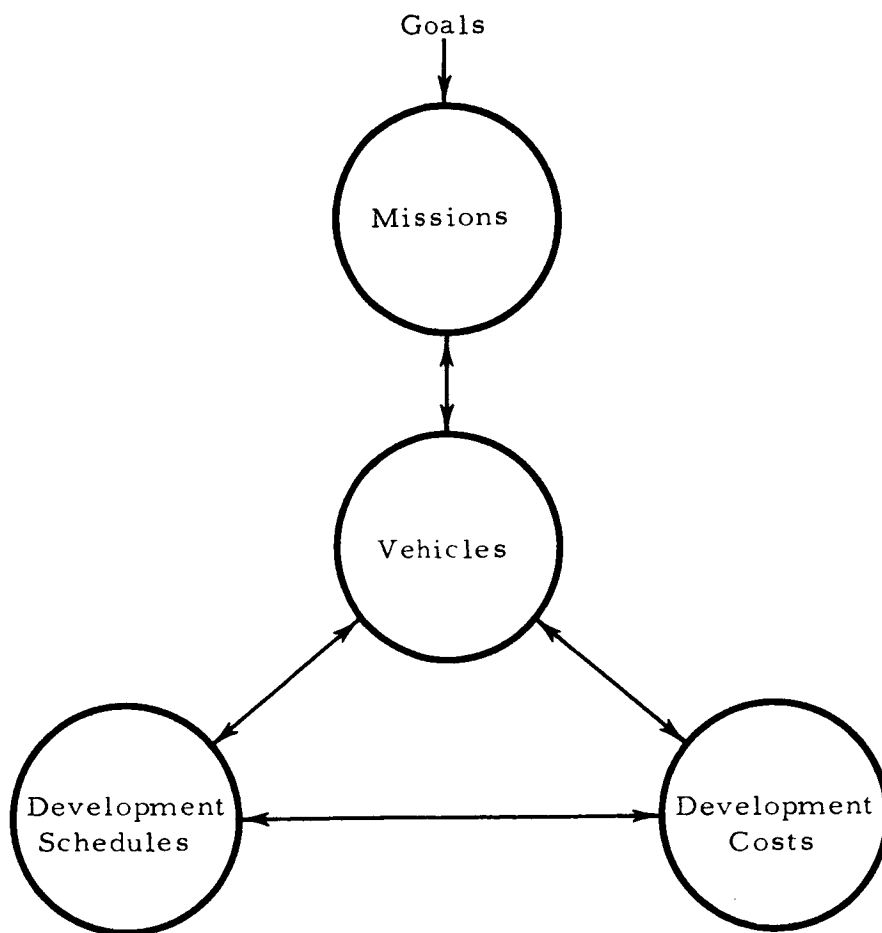 Goals
Missions
Vehicles
Development
Schedules
Development
Costs